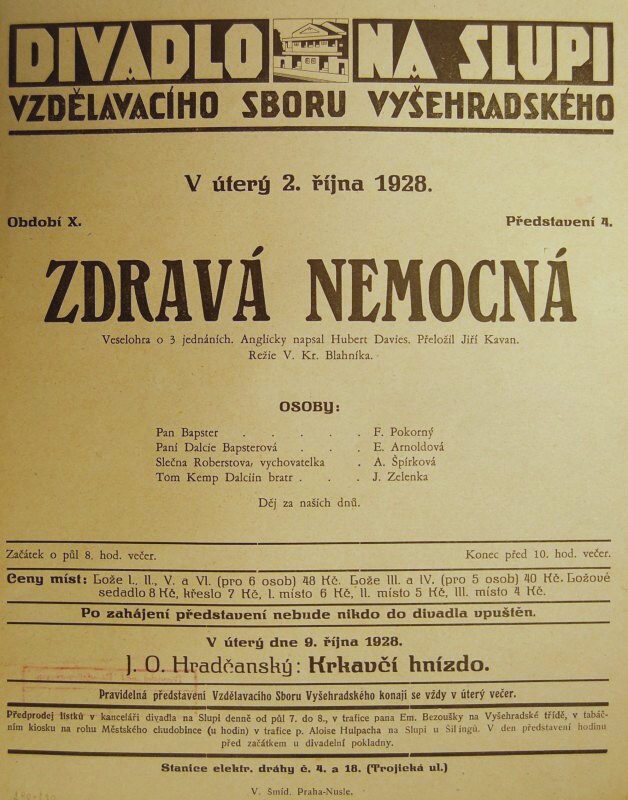 DIVADLO NA SLUPI
VZDĚLAVACÍHO SBORU VYŠEHRADSKÉHO
V úterý 2. října 1928.
Období X. Představení 4.
ZDRAVÁ NEMOCNÁ
Veselohra o 3 jednáních. Anglicky napsal Hubert Davies. Přeložil Jiří Kavan.
Režie V. Kr. Blahníka.
OSOBY:
Pan Bapster . . . . . F. Pokorný
Paní Dalcie Bapsterová . . . E. Arnoldová
Slečna Roberstova, vychovatelka . A. Špírková
Tom Kemp Dalciin bratr . . . J. Zelenka
Děj za našich dnů.
Začátek o půl 8. hod. večer. Konec před 10. hod. večer.
Ceny míst: Lože I., II., V. a VI. (pro 6 osob) 48 Kč. Lože III. a IV. (pro 5 osob) 40 Kč. Ložové
sedadlo 8 Kč, křeslo 7 Kč, I. místo 6 Kč, II. místo 5 Kč, III. místo 4 Kč.
Po zahájení představení nebude nikdo do divadla vpuštěn.
V úterý dne 9. října 1928.
J. O. Hradčanský: Krkavčí hnízdo.
Pravidelná představení Vzdělavacího Sboru Vyšehradského konají se vždy v úterý večer.
Předprodej lístků v kanceláři divadla na Slupi denně od půl 7. do 8., v trafice pana Em. Bezoušky na Vyšehradské třídě, v tabáč-
ním kiosku na rohu Městského chudobince (u hodin) v trafice p. Aloise Hulpacha na Slupi u Šilingů. V den představení hodinu
před začátkem u divadelní pokladny.
Stanice elektr. dráhy č. 4. a 18. (Trojická ul.)
V. Šmíd, Praha-Nusle.